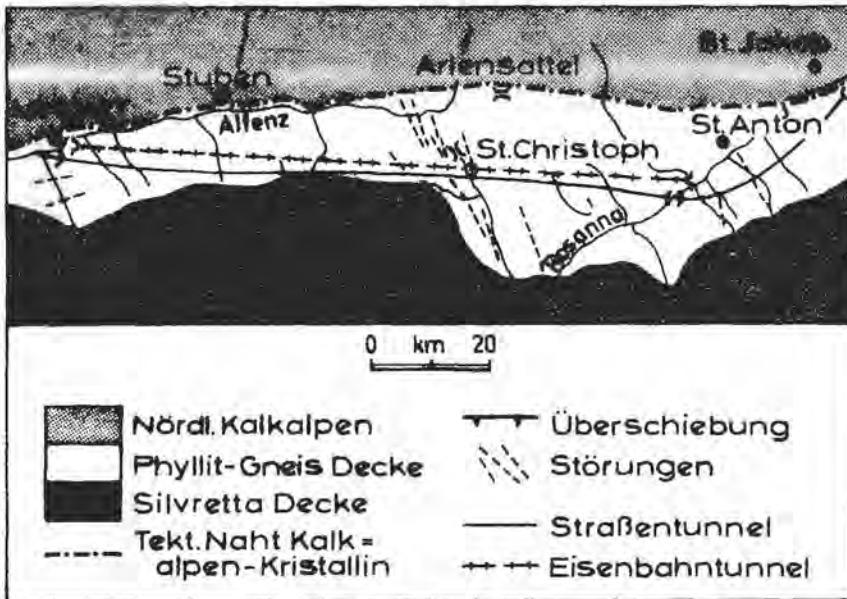 St. Jakob
Stuben
Arlensattel
Alfenz
St. Anton
St. Christoph
Rosanna
0 km 20
Nördl. Kalkalpen
Phyllit-Gneis Decke
Silvretta Decke
Tekt. Naht Kalk=
alpen-Kristallin
Überschiebung
Störungen
Straßentunnel
Eisenbahntunnel